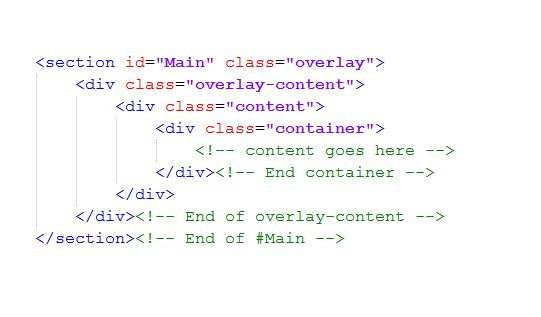 <section id="Main" class="overlay">
<div class="overlay-content">
<div class="content">
<div class="container">
<!-- content goes here -->
</div><!-- End container -->
</div>
</div><!-- End of overlay-content -->
</section><!-- End of #Main -->